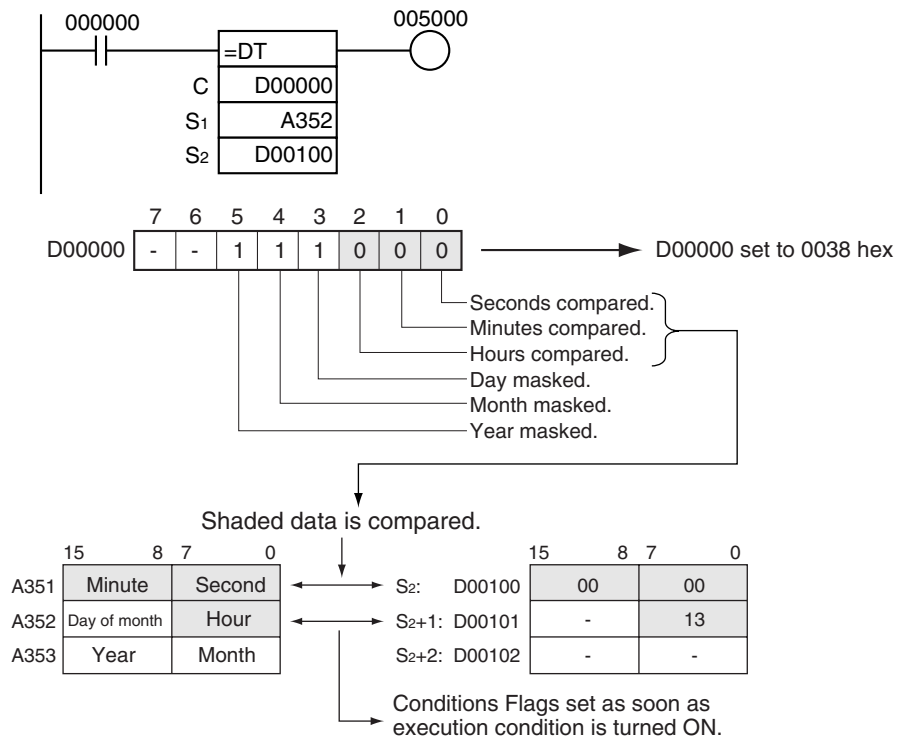 000000 005000
=DT
C D00000
S1 A352
S2 D00100
7 6 5 4 3 2 1 0
D00000 - - 1 1 1 0 0 0 D00000 set to 0038 hex
Seconds compared.
Minutes compared.
Hours compared.
Day masked.
Month masked.
Year masked.
Shaded data is compared.
15 8 7 0 15 8 7 0
A351 Minute Second S2: D00100 00 00
A352 Day of month Hour S2+1: D00101 - 13
A353 Year Month S2+2: D00102 - -
Conditions Flags set as soon as
execution condition is turned ON.